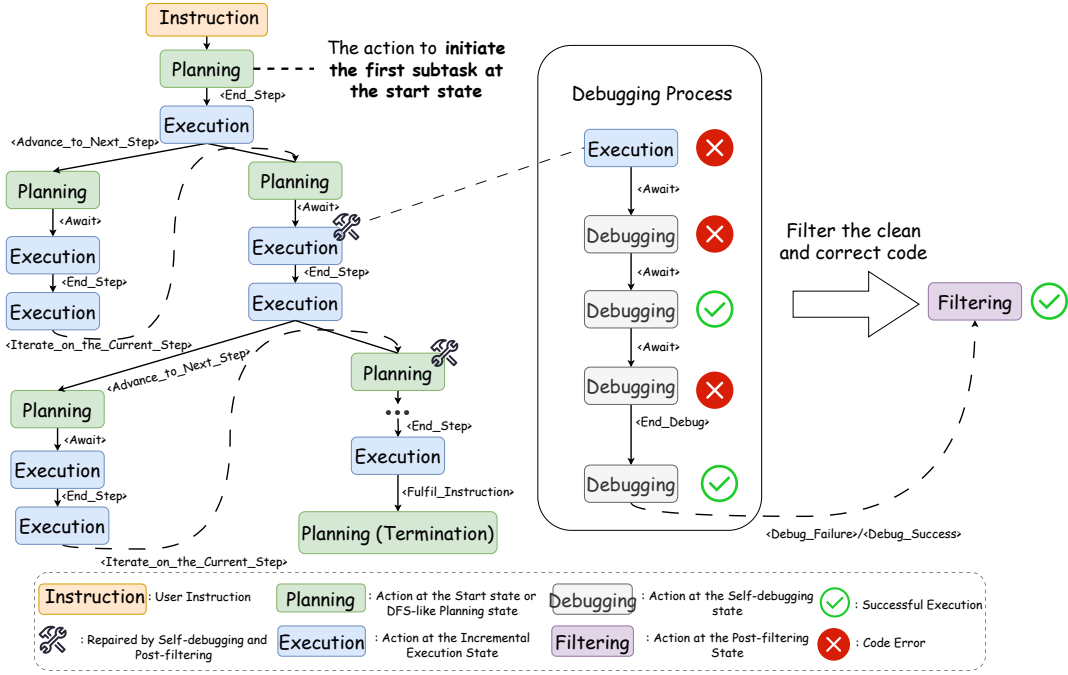 Instruction
Planning
The action to initiate
the first subtask at
the start state
<End_Step>
Execution
<Advance_to_Next_Step>
Planning
<Await>
Execution
<End_Step>
Execution
<Iterate_on_the_Current_Step>
Planning
<Await>
Execution
<End_Step>
Execution
<Advance_to_Next_Step>
Planning
<Await>
Execution
<End_Step>
Execution
<Iterate_on_the_Current_Step>
Planning
•••
<End_Step>
Execution
<Fulfil_Instruction>
Planning (Termination)
Debugging Process
Execution
<Await>
Debugging
<Await>
Debugging
<Await>
Debugging
<End_Debug>
Debugging
<Debug_Failure>/<Debug_Success>
Filter the clean
and correct code
Filtering
Instruction : User Instruction
Planning : Action at the Start state or
DFS-like Planning state
Debugging : Action at the Self-debugging
state
: Successful Execution
: Repaired by Self-debugging and
Post-filtering
Execution : Action at the Incremental
Execution State
Filtering : Action at the Post-filtering
State
: Code Error